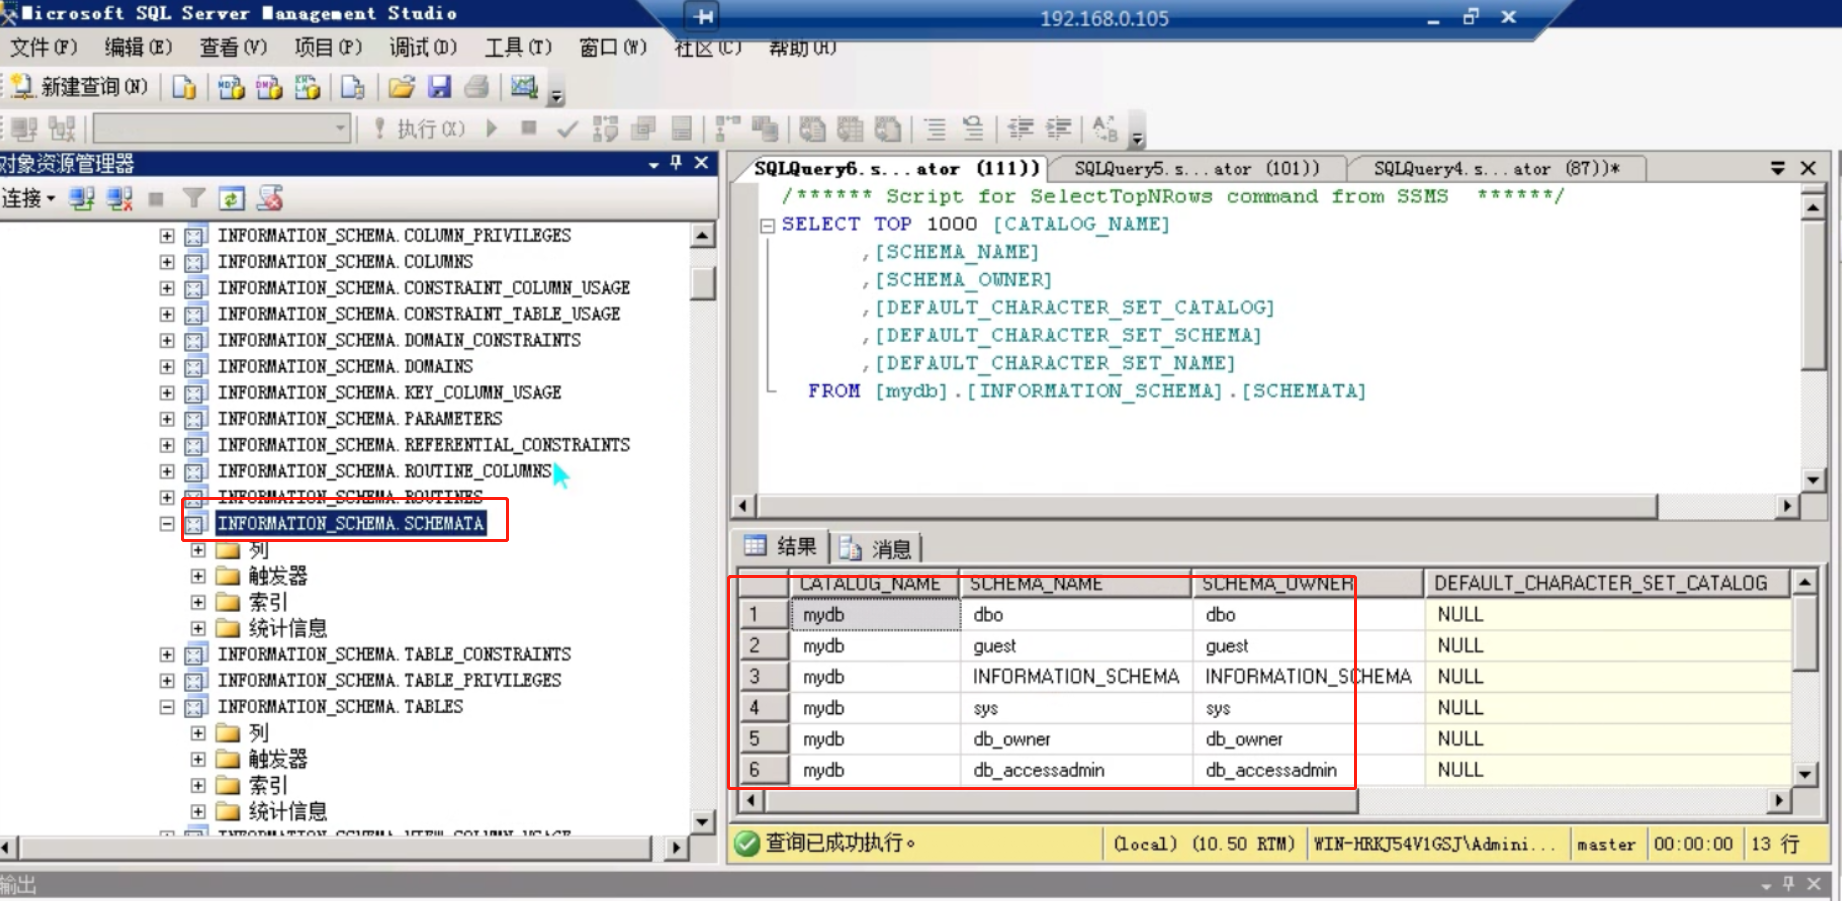 Microsoft SQL Server Management Studio
192.168.0.105
文件(F) 编辑(E) 查看(V) 项目(P) 调试(D) 工具(T) 窗口(W) 社区(C) 帮助(H)
新建查询(N)
执行(X)
对象资源管理器
连接
INFORMATION_SCHEMA.COLUMN_PRIVILEGES
INFORMATION_SCHEMA.COLUMNS
INFORMATION_SCHEMA.CONSTRAINT_COLUMN_USAGE
INFORMATION_SCHEMA.CONSTRAINT_TABLE_USAGE
INFORMATION_SCHEMA.DOMAIN_CONSTRAINTS
INFORMATION_SCHEMA.DOMAINS
INFORMATION_SCHEMA.KEY_COLUMN_USAGE
INFORMATION_SCHEMA.PARAMETERS
INFORMATION_SCHEMA.REFERENTIAL_CONSTRAINTS
INFORMATION_SCHEMA.ROUTINE_COLUMNS
INFORMATION_SCHEMA.ROUTINES
INFORMATION_SCHEMA.SCHEMATA
列
触发器
索引
统计信息
INFORMATION_SCHEMA.TABLE_CONSTRAINTS
INFORMATION_SCHEMA.TABLE_PRIVILEGES
INFORMATION_SCHEMA.TABLES
列
触发器
索引
统计信息
INFORMATION_SCHEMA.VIEW_COLUMN_USAGE
SQLQuery6.s...ator (111)) SQLQuery5.s...ator (101)) SQLQuery4.s...ator (87))*
/****** Script for SelectTopNRows command from SSMS ******/
SELECT TOP 1000 [CATALOG_NAME]
,[SCHEMA_NAME]
,[SCHEMA_OWNER]
,[DEFAULT_CHARACTER_SET_CATALOG]
,[DEFAULT_CHARACTER_SET_SCHEMA]
,[DEFAULT_CHARACTER_SET_NAME]
FROM [mydb].[INFORMATION_SCHEMA].[SCHEMATA]
结果 消息
CATALOG_NAME SCHEMA_NAME SCHEMA_OWNER DEFAULT_CHARACTER_SET_CATALOG
1 mydb dbo dbo NULL
2 mydb guest guest NULL
3 mydb INFORMATION_SCHEMA INFORMATION_SCHEMA NULL
4 mydb sys sys NULL
5 mydb db_owner db_owner NULL
6 mydb db_accessadmin db_accessadmin NULL
查询已成功执行。 (local) (10.50 RTM) WIN-HRKJ54V1GSJ\Admini... master 00:00:00 13 行
输出